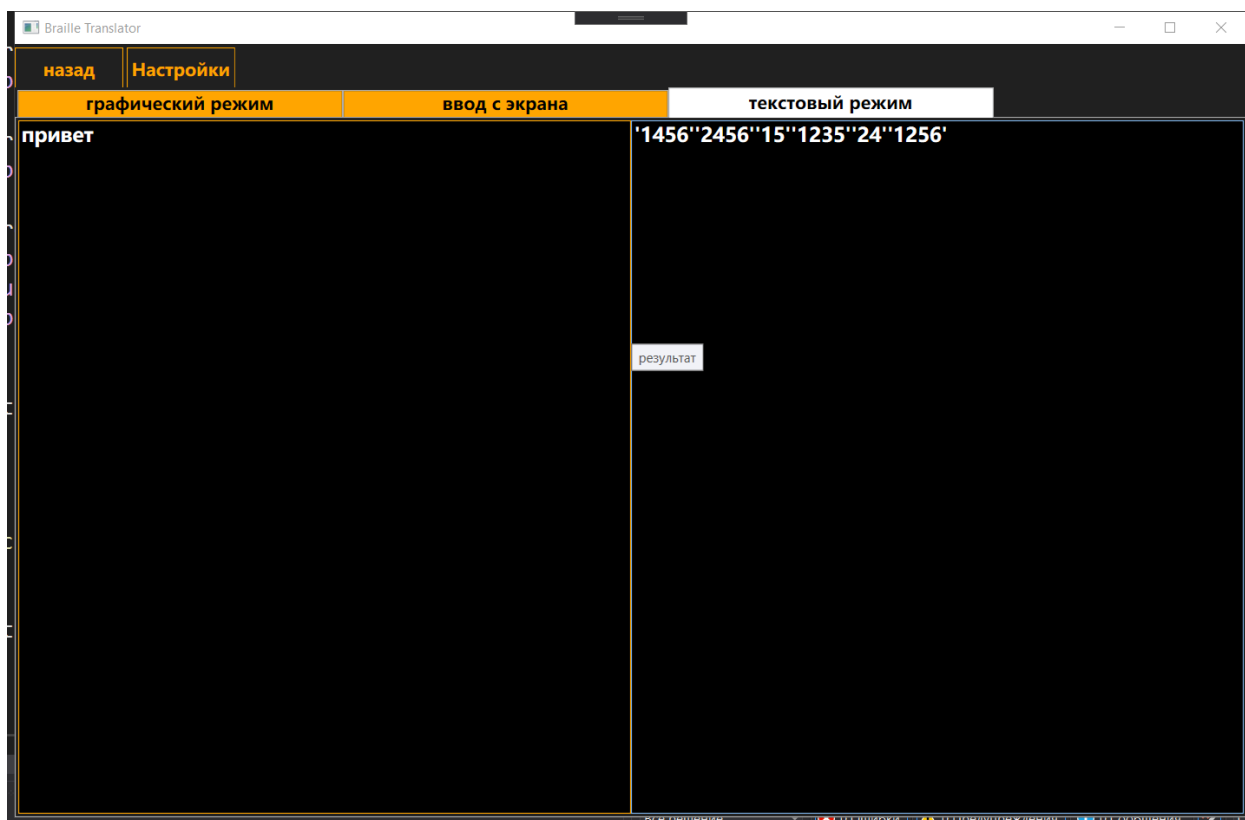 Braille Translator
назад Настройки
графический режим ввод с экрана текстовый режим
привет
'1456''2456''15''1235''24''1256'
результат